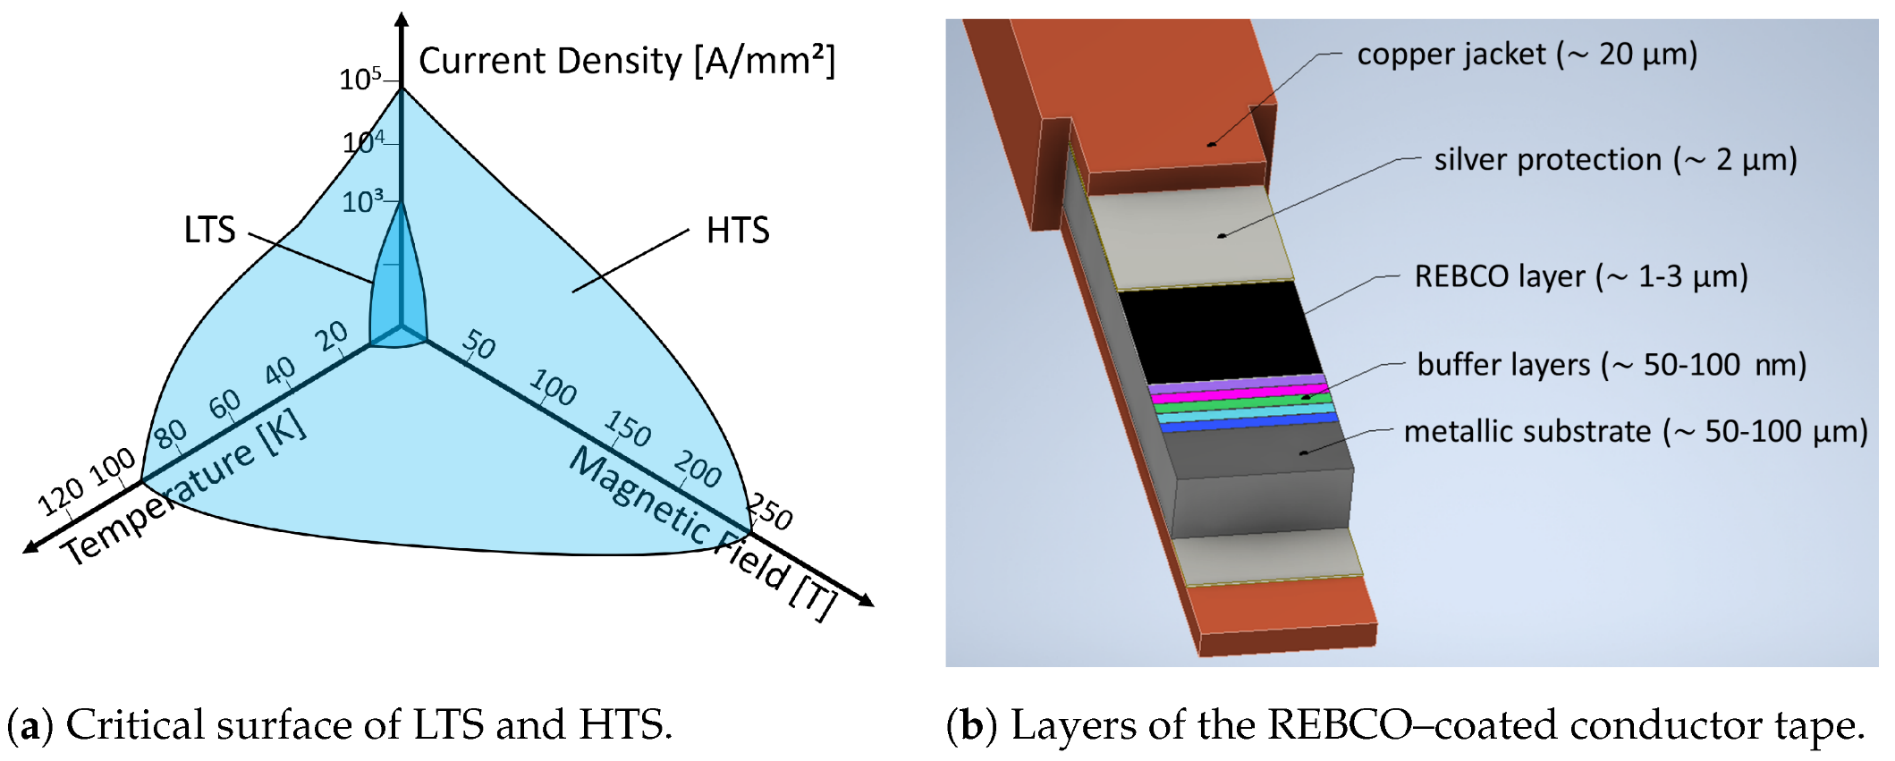 Current Density [A/mm²]
10⁵
10⁴
10³
LTS
HTS
20
40
60
80
100
120
Temperature [K]
50
100
150
200
250
Magnetic Field [T]
(a) Critical surface of LTS and HTS.
copper jacket (~ 20 µm)
silver protection (~ 2 µm)
REBCO layer (~ 1-3 µm)
buffer layers (~ 50-100 nm)
metallic substrate (~ 50-100 µm)
(b) Layers of the REBCO–coated conductor tape.